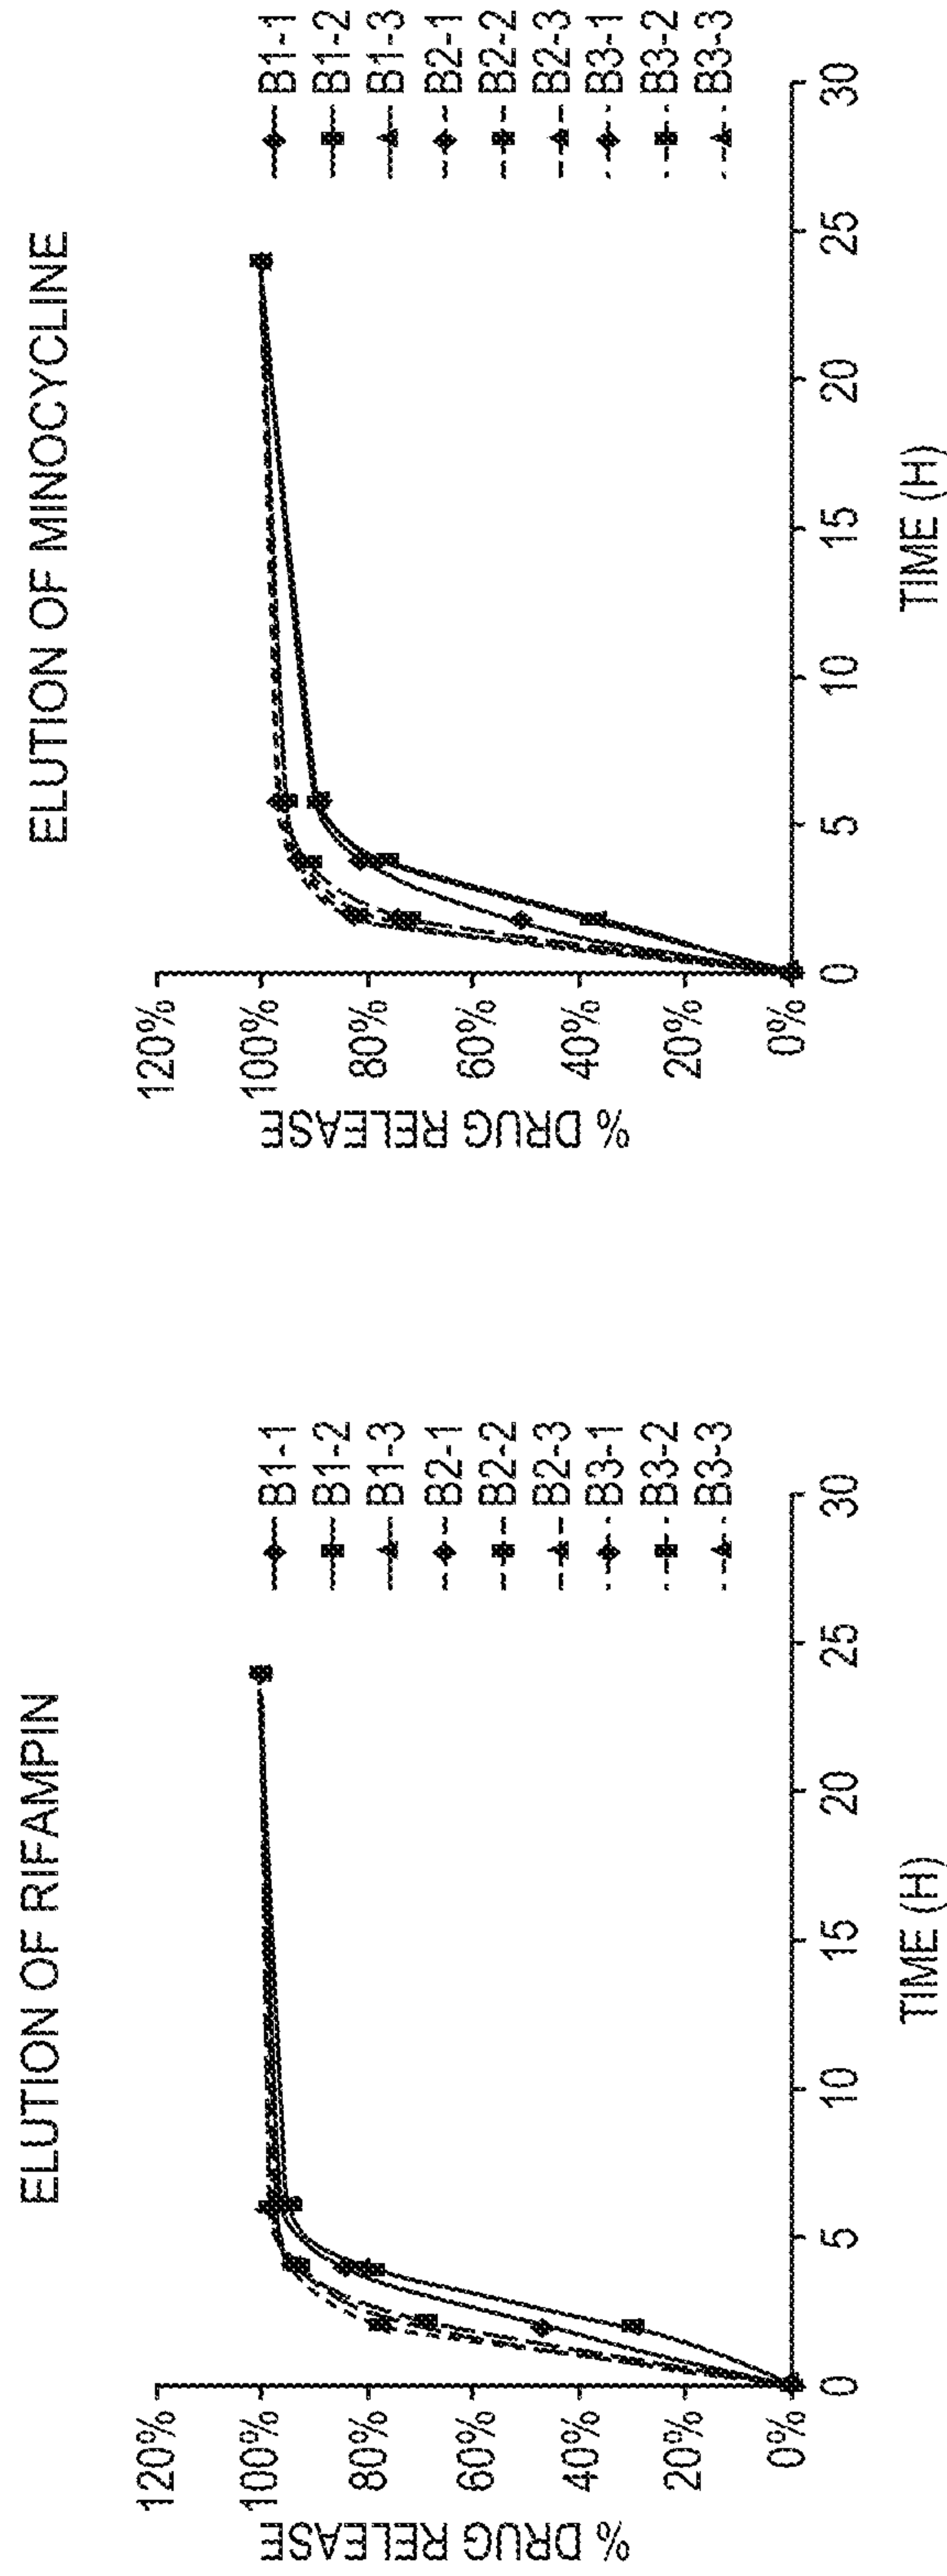 ELUTION OF RIFAMPIN
% DRUG RELEASE
120%
100%
80%
60%
40%
20%
0%
0 5 10 15 20 25 30
TIME (H)
B1-1
B1-2
B1-3
B2-1
B2-2
B2-3
B3-1
B3-2
B3-3
ELUTION OF MINOCYCLINE
% DRUG RELEASE
120%
100%
80%
60%
40%
20%
0%
0 5 10 15 20 25 30
TIME (H)
B1-1
B1-2
B1-3
B2-1
B2-2
B2-3
B3-1
B3-2
B3-3